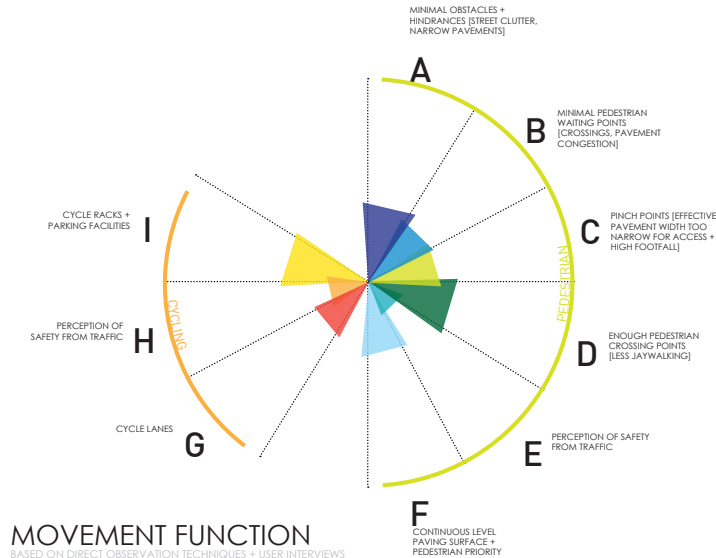 MINIMAL OBSTACLES +
HINDRANCES [STREET CLUTTER,
NARROW PAVEMENTS]
A
B
MINIMAL PEDESTRIAN
WAITING POINTS
[CROSSINGS, PAVEMENT
CONGESTION]
C
PINCH POINTS [EFFECTIVE
PAVEMENT WIDTH TOO
NARROW FOR ACCESS +
HIGH FOOTFALL]
PEDESTRIAN
D
ENOUGH PEDESTRIAN
CROSSING POINTS
[LESS JAYWALKING]
E
PERCEPTION OF SAFETY
FROM TRAFFIC
F
CONTINUOUS LEVEL
PAVING SURFACE +
PEDESTRIAN PRIORITY
CYCLE LANES
G
PERCEPTION OF
SAFETY FROM TRAFFIC
H
CYCLING
CYCLE RACKS +
PARKING FACILITIES
I
MOVEMENT FUNCTION
BASED ON DIRECT OBSERVATION TECHNIQUES + USER INTERVIEWS